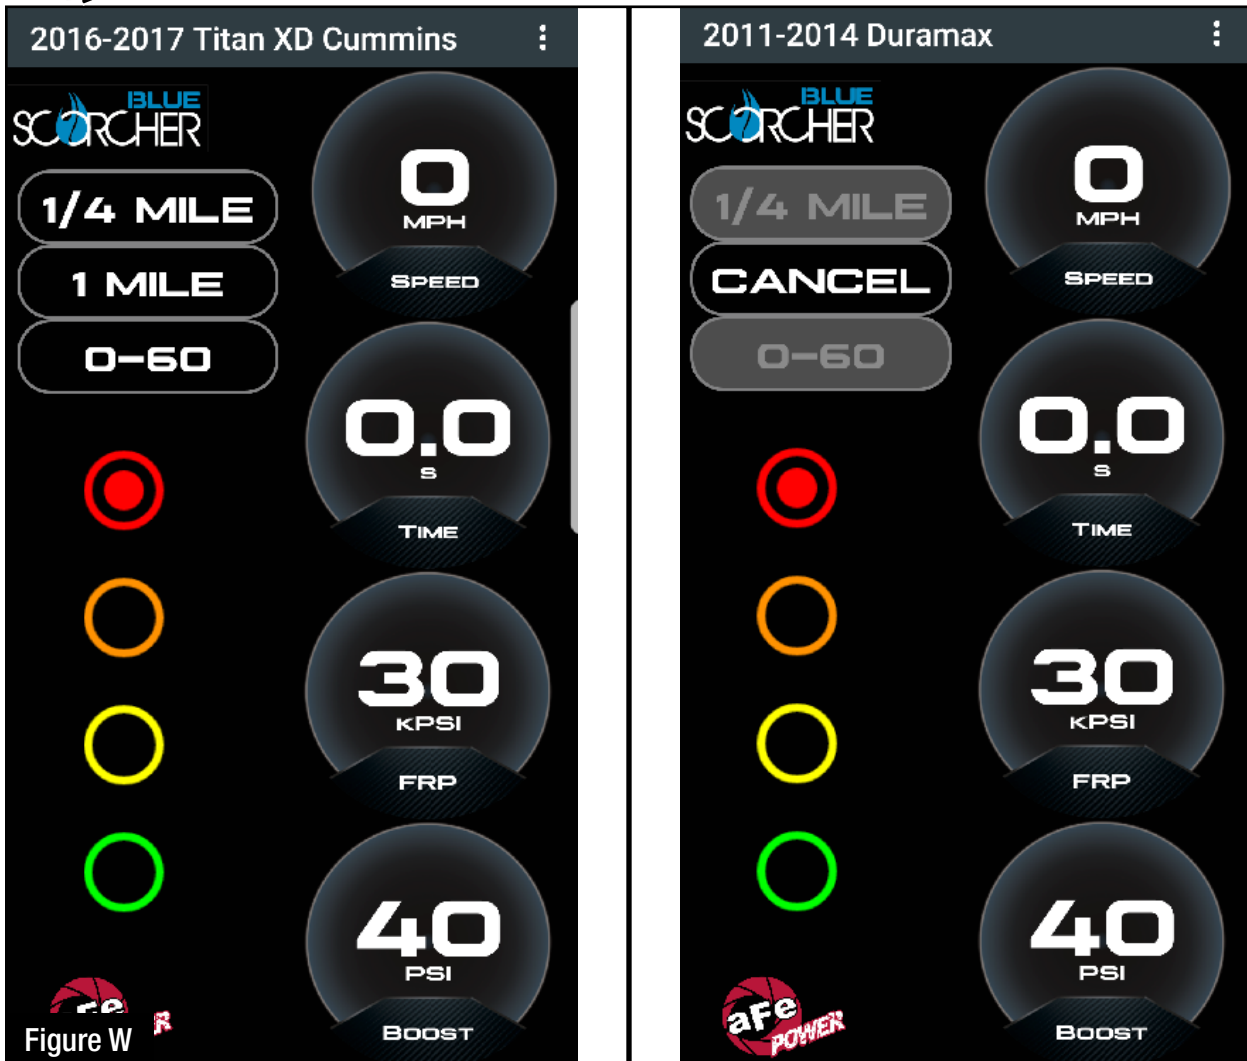 2016-2017 Titan XD Cummins
BLUE
SCORCHER
1/4 MILE
1 MILE
0-60
0
MPH
SPEED
0.0
S
TIME
30
KPSI
FRP
40
PSI
BOOST
aFe
R
Figure W
2011-2014 Duramax
BLUE
SCORCHER
1/4 MILE
CANCEL
0-60
0
MPH
SPEED
0.0
S
TIME
30
KPSI
FRP
40
PSI
BOOST
aFe
POWER